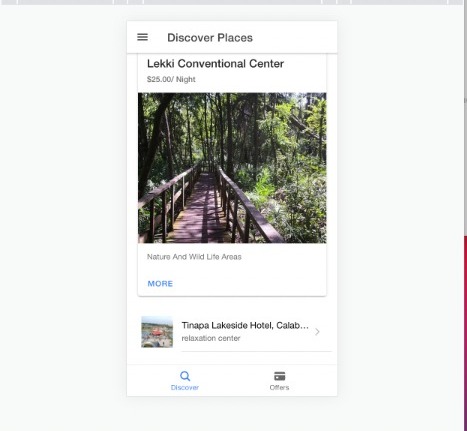 Discover Places
Lekki Conventional Center
$25.00/ Night
Nature And Wild Life Areas
MORE
Tinapa Lakeside Hotel, Calab...
relaxation center
Discover
Offers